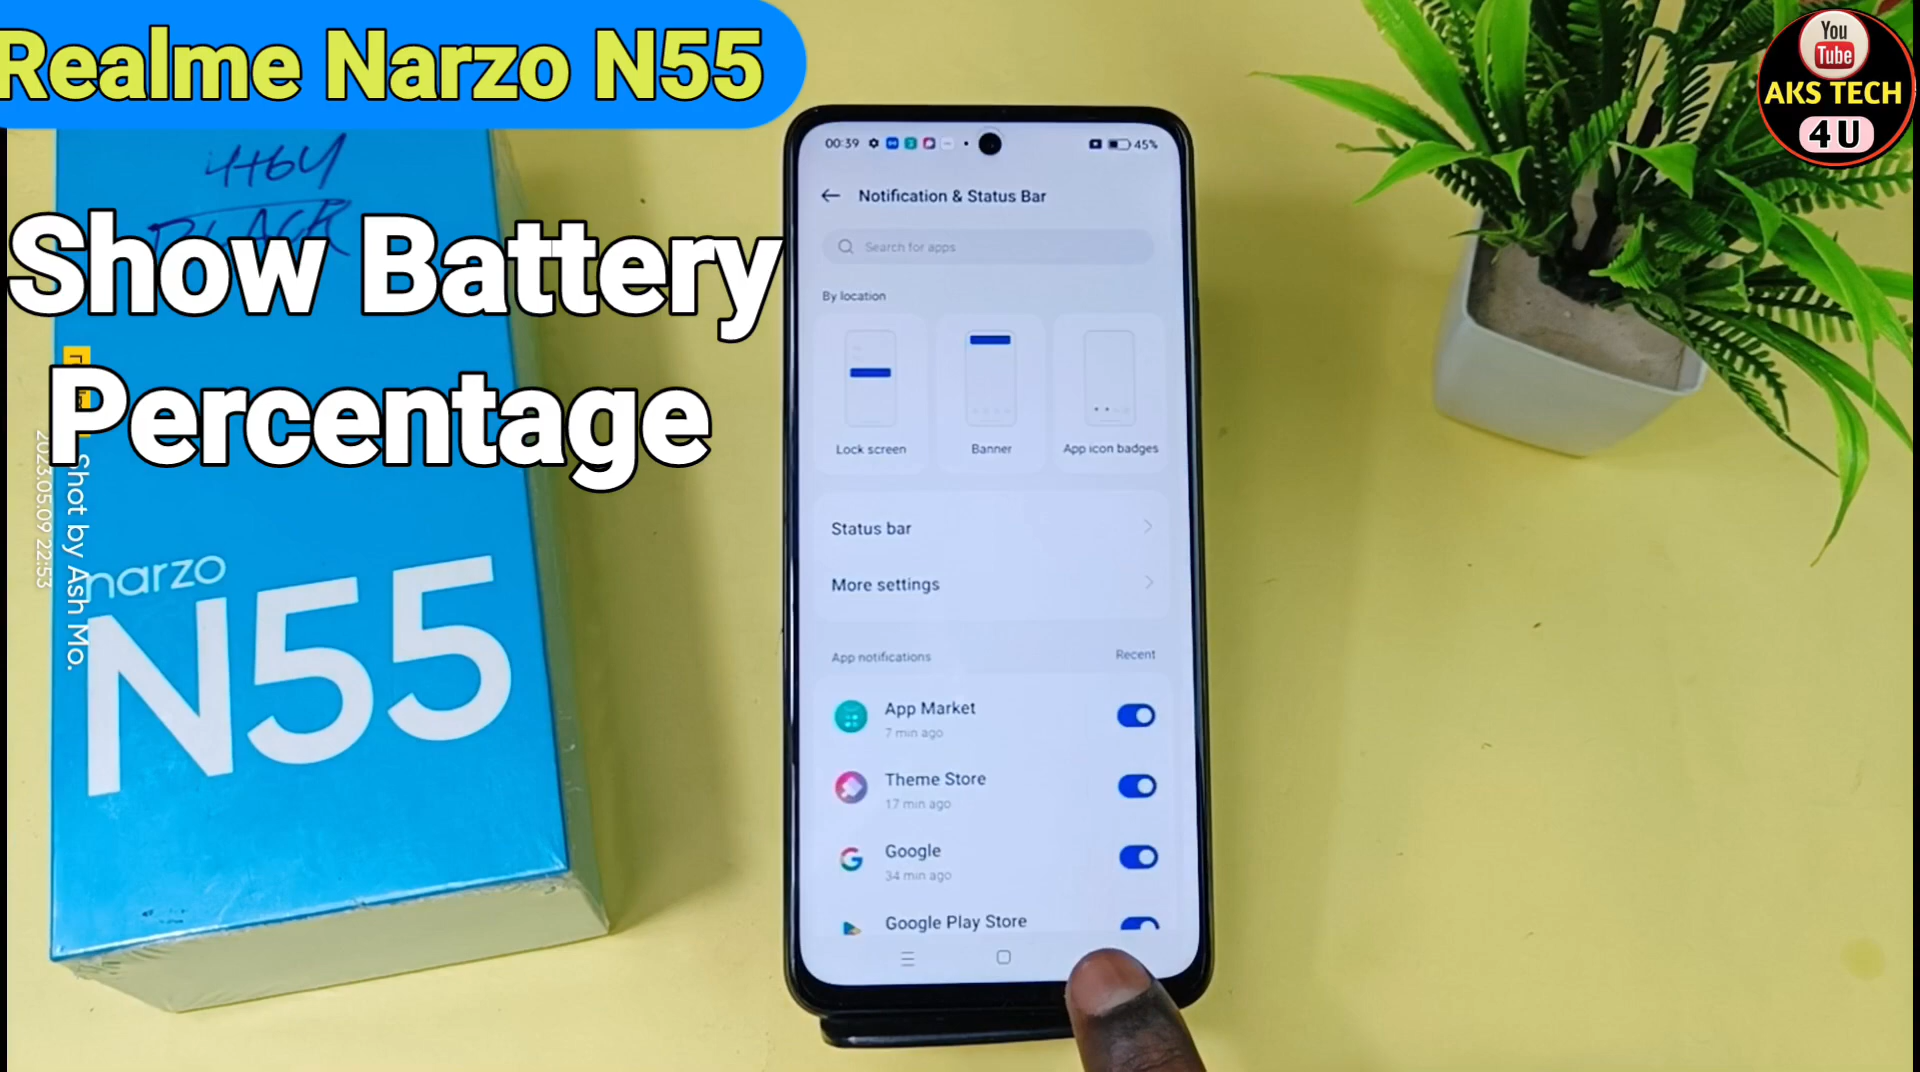 Realme Narzo N55
Show Battery
Percentage
You
Tube
AKS TECH
4U
4+64
BLACK
2023.05.09 22:53
Shot by Ash Mo.
narzo
N55
00:39
45%
Notification & Status Bar
Search for apps
By location
Lock screen
Banner
App icon badges
Status bar
More settings
App notifications
Recent
App Market
7 min ago
Theme Store
17 min ago
Google
34 min ago
Google Play Store